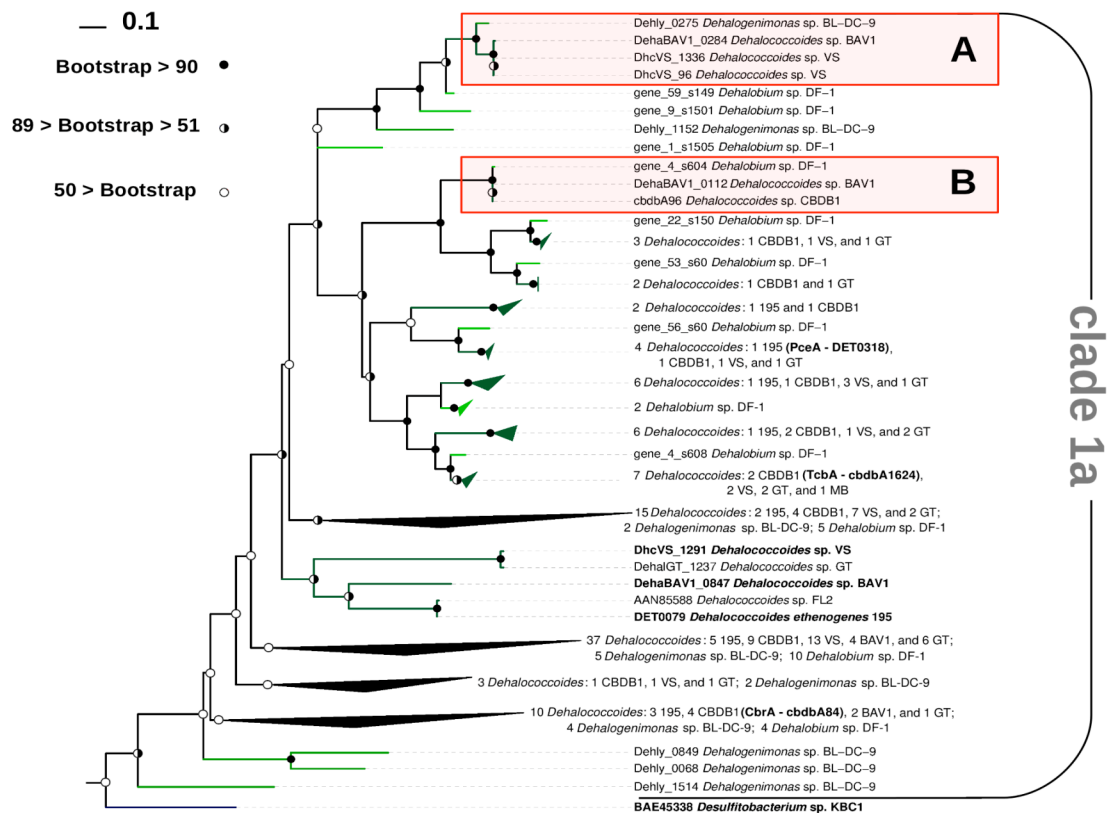 0.1
Bootstrap > 90
89 > Bootstrap > 51
50 > Bootstrap
Dehly_0275 Dehalogenimonas sp. BL−DC−9
DehaBAV1_0284 Dehalococcoides sp. BAV1
DhcVS_1336 Dehalococcoides sp. VS
DhcVS_96 Dehalococcoides sp. VS
A
gene_59_s149 Dehalobium sp. DF−1
gene_9_s1501 Dehalobium sp. DF−1
Dehly_1152 Dehalogenimonas sp. BL−DC−9
gene_1_s1505 Dehalobium sp. DF−1
gene_4_s604 Dehalobium sp. DF−1
DehaBAV1_0112 Dehalococcoides sp. BAV1
cbdbA96 Dehalococcoides sp. CBDB1
B
gene_22_s150 Dehalobium sp. DF−1
3 Dehalococcoides: 1 CBDB1, 1 VS, and 1 GT
gene_53_s60 Dehalobium sp. DF−1
2 Dehalococcoides: 1 CBDB1 and 1 GT
2 Dehalococcoides: 1 195 and 1 CBDB1
gene_56_s60 Dehalobium sp. DF−1
4 Dehalococcoides: 1 195 (PceA - DET0318),
1 CBDB1, 1 VS, and 1 GT
6 Dehalococcoides: 1 195, 1 CBDB1, 3 VS, and 1 GT
2 Dehalobium sp. DF-1
6 Dehalococcoides: 1 195, 2 CBDB1, 1 VS, and 2 GT
gene_4_s608 Dehalobium sp. DF−1
7 Dehalococcoides: 2 CBDB1 (TcbA - cbdbA1624),
2 VS, 2 GT, and 1 MB
15 Dehalococcoides: 2 195, 4 CBDB1, 7 VS, and 2 GT;
2 Dehalogenimonas sp. BL-DC-9; 5 Dehalobium sp. DF-1
DhcVS_1291 Dehalococcoides sp. VS
DehalGT_1237 Dehalococcoides sp. GT
DehaBAV1_0847 Dehalococcoides sp. BAV1
AAN85588 Dehalococcoides sp. FL2
DET0079 Dehalococcoides ethenogenes 195
37 Dehalococcoides: 5 195, 9 CBDB1, 13 VS, 4 BAV1, and 6 GT;
5 Dehalogenimonas sp. BL-DC-9; 10 Dehalobium sp. DF-1
3 Dehalococcoides: 1 CBDB1, 1 VS, and 1 GT; 2 Dehalogenimonas sp. BL-DC-9
10 Dehalococcoides: 3 195, 4 CBDB1 (CbrA - cbdbA84), 2 BAV1, and 1 GT;
4 Dehalogenimonas sp. BL-DC-9; 4 Dehalobium sp. DF-1
Dehly_0849 Dehalogenimonas sp. BL−DC−9
Dehly_0068 Dehalogenimonas sp. BL−DC−9
Dehly_1514 Dehalogenimonas sp. BL−DC−9
BAE45338 Desulfitobacterium sp. KBC1
clade 1a